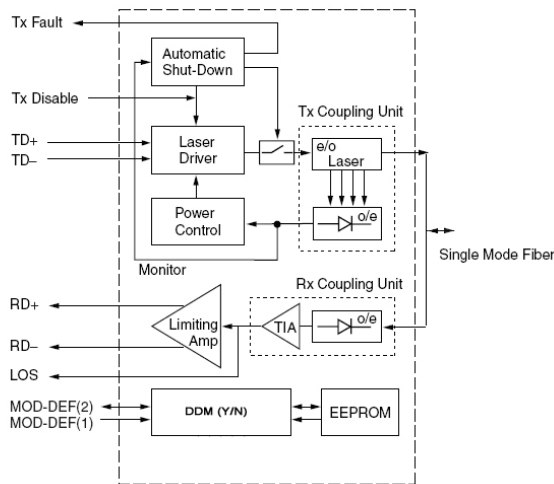 Tx Fault
Automatic
Shut-Down
Tx Disable
Tx Coupling Unit
TD+
TD–
Laser
Driver
e/o
Laser
Power
Control
o/e
Monitor
Single Mode Fiber
Rx Coupling Unit
RD+
RD–
Limiting
Amp
TIA
o/e
LOS
MOD-DEF(2)
MOD-DEF(1)
DDM (Y/N)
EEPROM